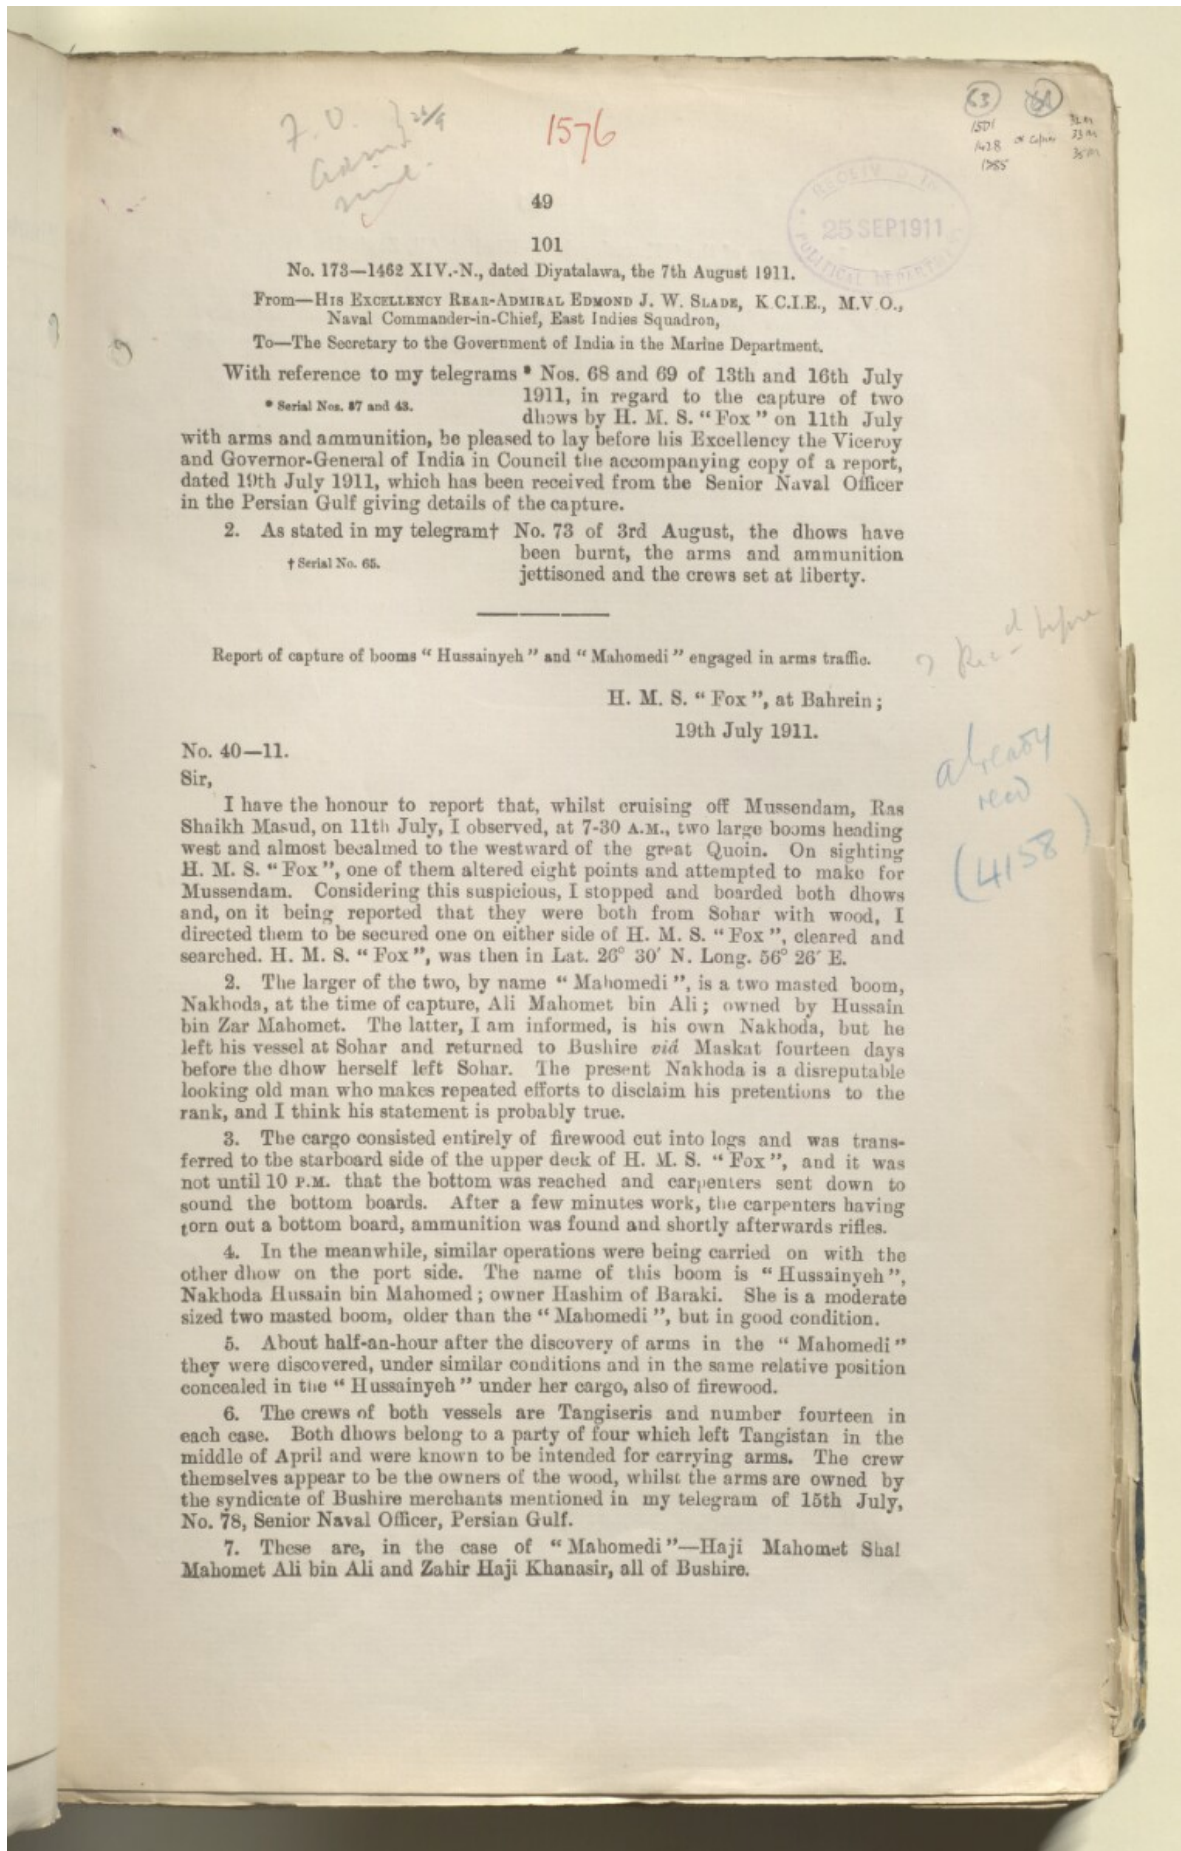 1576
63
1501
1428
1285
32m
33m
35m
RECEIVED IN
25 SEP 1911
POLITICAL DEPARTMENT
49
101
No. 173—1462 XIV.-N., dated Diyatalawa, the 7th August 1911.
From—HIS EXCELLENCY REAR-ADMIRAL EDMOND J. W. SLADE, K.C.I.E., M.V.O.,
Naval Commander-in-Chief, East Indies Squadron,
To—The Secretary to the Government of India in the Marine Department.
With reference to my telegrams * Nos. 68 and 69 of 13th and 16th July
* Serial Nos. 37 and 43.
1911, in regard to the capture of two
dhows by H. M. S. “Fox” on 11th July
with arms and ammunition, be pleased to lay before his Excellency the Viceroy
and Governor-General of India in Council the accompanying copy of a report,
dated 19th July 1911, which has been received from the Senior Naval Officer
in the Persian Gulf giving details of the capture.
2. As stated in my telegram† No. 73 of 3rd August, the dhows have
† Serial No. 65.
been burnt, the arms and ammunition
jettisoned and the crews set at liberty.
Report of capture of booms “Hussainyeh” and “Mahomedi” engaged in arms traffic.
H. M. S. “Fox”, at Bahrein;
19th July 1911.
already
recd
(4158)
No. 40—11.
Sir,
I have the honour to report that, whilst cruising off Mussendam, Ras
Shaikh Masud, on 11th July, I observed, at 7-30 A.M., two large booms heading
west and almost becalmed to the westward of the great Quoin. On sighting
H. M. S. “Fox”, one of them altered eight points and attempted to make for
Mussendam. Considering this suspicious, I stopped and boarded both dhows
and, on it being reported that they were both from Sohar with wood, I
directed them to be secured one on either side of H. M. S. “Fox”, cleared and
searched. H. M. S. “Fox”, was then in Lat. 26° 30′ N. Long. 56° 26′ E.
2. The larger of the two, by name “Mahomedi”, is a two masted boom,
Nakhoda, at the time of capture, Ali Mahomet bin Ali; owned by Hussain
bin Zar Mahomet. The latter, I am informed, is his own Nakhoda, but he
left his vessel at Sohar and returned to Bushire viâ Maskat fourteen days
before the dhow herself left Sohar. The present Nakhoda is a disreputable
looking old man who makes repeated efforts to disclaim his pretentions to the
rank, and I think his statement is probably true.
3. The cargo consisted entirely of firewood cut into logs and was trans-
ferred to the starboard side of the upper deck of H. M. S. “Fox”, and it was
not until 10 P.M. that the bottom was reached and carpenters sent down to
sound the bottom boards. After a few minutes work, the carpenters having
torn out a bottom board, ammunition was found and shortly afterwards rifles.
4. In the meanwhile, similar operations were being carried on with the
other dhow on the port side. The name of this boom is “Hussainyeh”,
Nakhoda Hussain bin Mahomed; owner Hashim of Baraki. She is a moderate
sized two masted boom, older than the “Mahomedi”, but in good condition.
5. About half-an-hour after the discovery of arms in the “Mahomedi”
they were discovered, under similar conditions and in the same relative position
concealed in the “Hussainyeh” under her cargo, also of firewood.
6. The crews of both vessels are Tangiseris and number fourteen in
each case. Both dhows belong to a party of four which left Tangistan in the
middle of April and were known to be intended for carrying arms. The crew
themselves appear to be the owners of the wood, whilst the arms are owned by
the syndicate of Bushire merchants mentioned in my telegram of 15th July,
No. 78, Senior Naval Officer, Persian Gulf.
7. These are, in the case of “Mahomedi”—Haji Mahomet Shal
Mahomet Ali bin Ali and Zahir Haji Khanasir, all of Bushire.